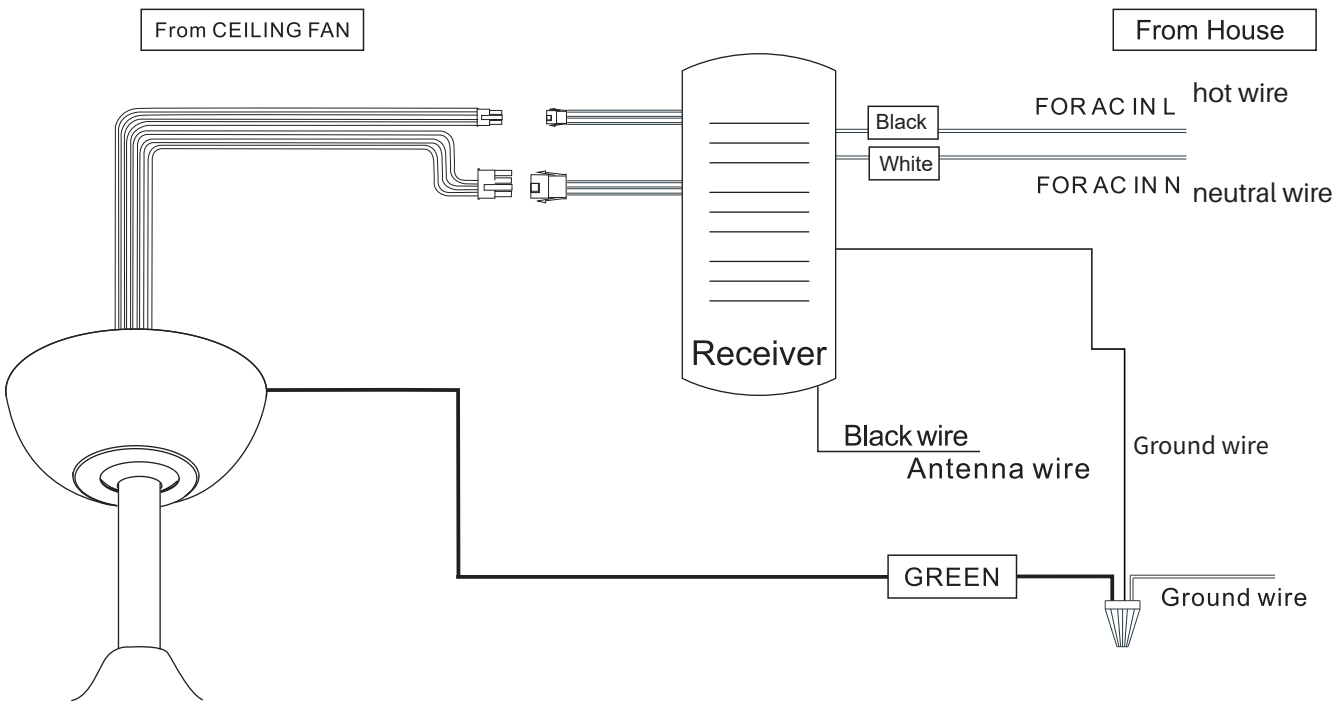 From CEILING FAN
From House
FOR AC IN L
hot wire
Black
White
FOR AC IN N
neutral wire
Receiver
Black wire
Antenna wire
Ground wire
GREEN
Ground wire